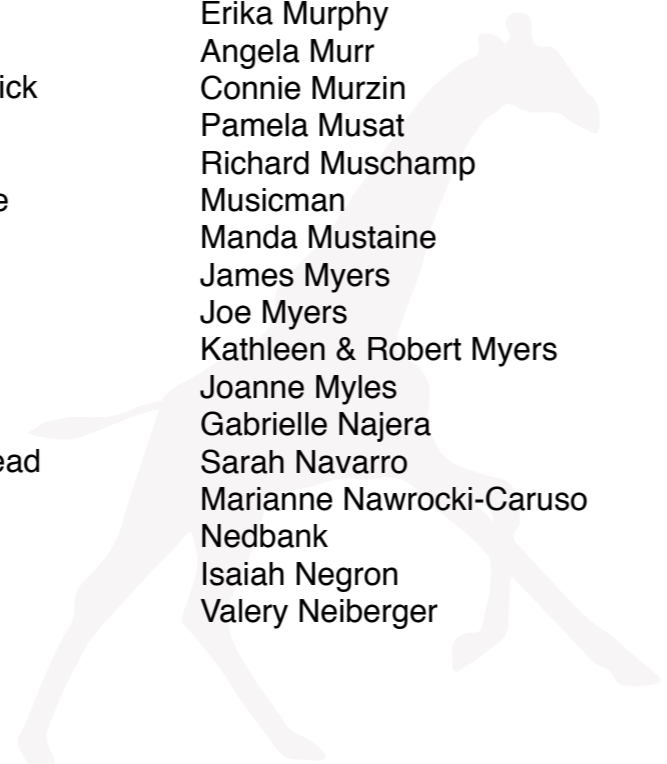 Erika Murphy
Angela Murr
ick
Connie Murzin
Pamela Musat
Richard Muschamp
e
Musicman
Manda Mustaine
James Myers
Joe Myers
Kathleen & Robert Myers
Joanne Myles
Gabrielle Najera
ead
Sarah Navarro
Marianne Nawrocki-Caruso
Nedbank
Isaiah Negron
Valery Neiberger